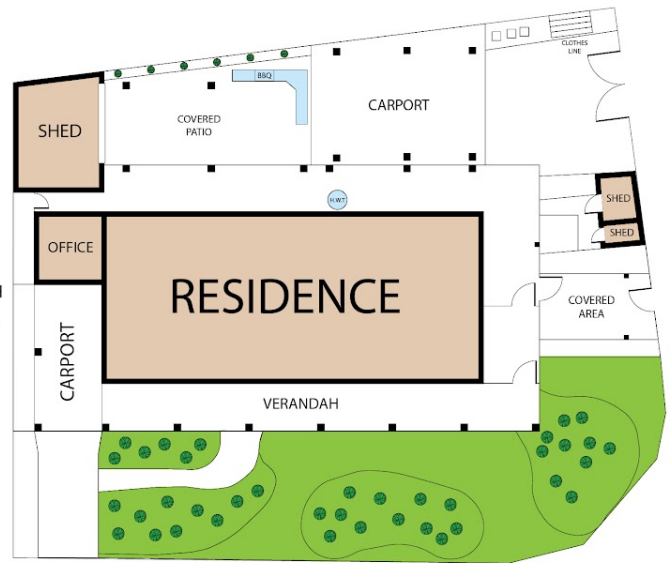 CLOTHES
LINE
BBQ
CARPORT
COVERED
PATIO
SHED
H.W.T
SHED
SHED
OFFICE
RESIDENCE
COVERED
AREA
CARPORT
VERANDAH